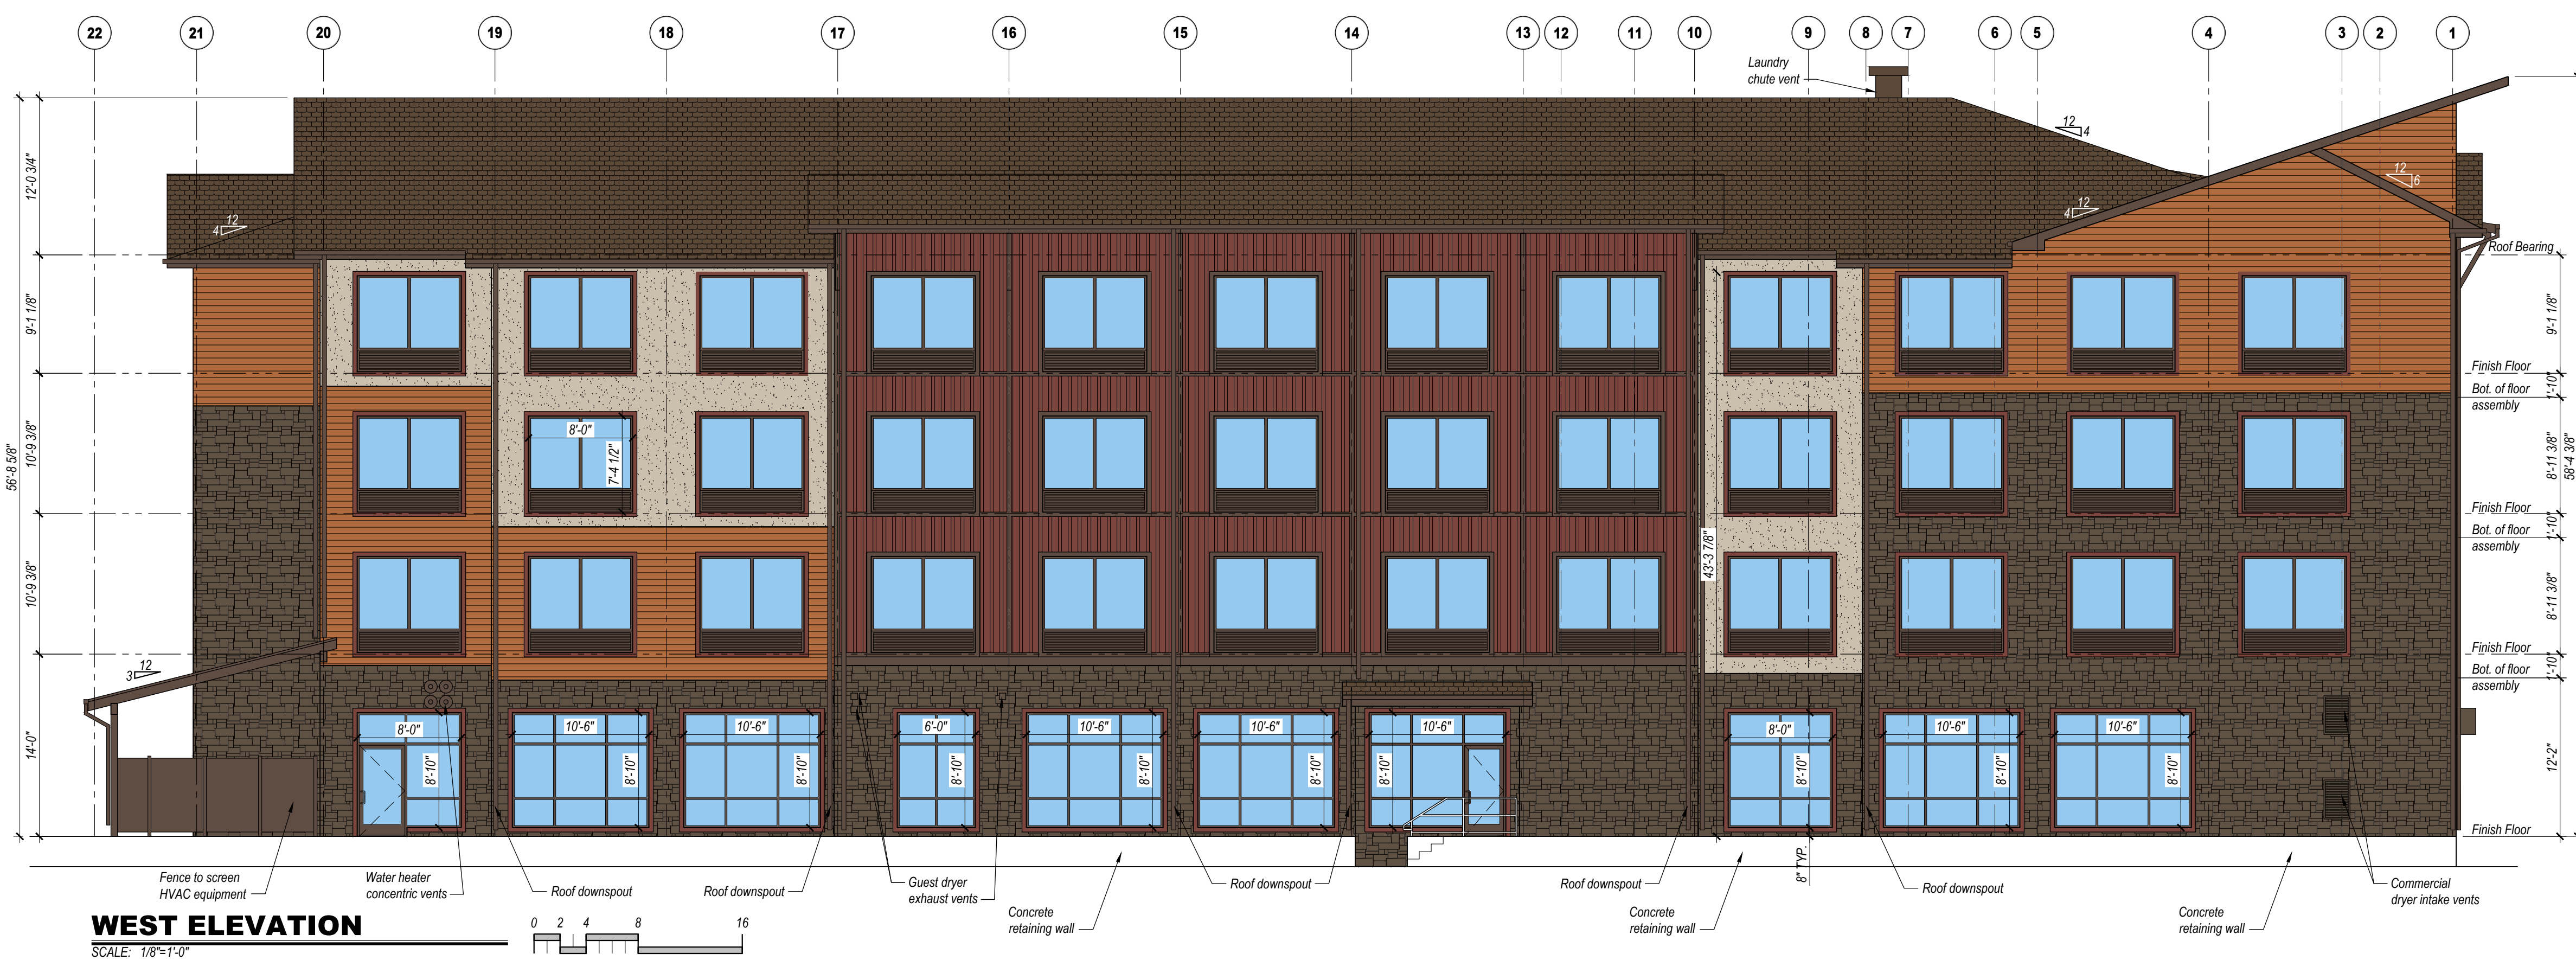 22 21 20 19 18 17 16 15 14 13 12 11 10 9 8 7 6 5 4 3 2 1
Laundry
chute vent
12
4
12
6
12
4
12
4
12
3
Roof Bearing
Finish Floor
Bot. of floor
assembly
Finish Floor
Bot. of floor
assembly
Finish Floor
Bot. of floor
assembly
Finish Floor
56'-8 5/8"
12'-0 3/4"
9'-1 1/8"
10'-9 3/8"
10'-9 3/8"
14'-0"
8'-0"
7'-4 1/2"
43'-3 7/8"
9'-1 1/8"
1'-10"
8'-11 3/8"
1'-10"
8'-11 3/8"
1'-10"
12'-2"
58'-4 3/8"
8'-0" 10'-6" 10'-6" 6'-0" 10'-6" 10'-6" 10'-6" 8'-0" 10'-6" 10'-6"
8'-10" 8'-10" 8'-10" 8'-10" 8'-10" 8'-10" 8'-10" 8'-10" 8'-10" 8'-10"
8" TYP.
Fence to screen
HVAC equipment
Water heater
concentric vents
Roof downspout
Roof downspout
Guest dryer
exhaust vents
Concrete
retaining wall
Roof downspout
Roof downspout
Concrete
retaining wall
Roof downspout
Concrete
retaining wall
Commercial
dryer intake vents
WEST ELEVATION
SCALE: 1/8"=1'-0"
0 2 4 8 16